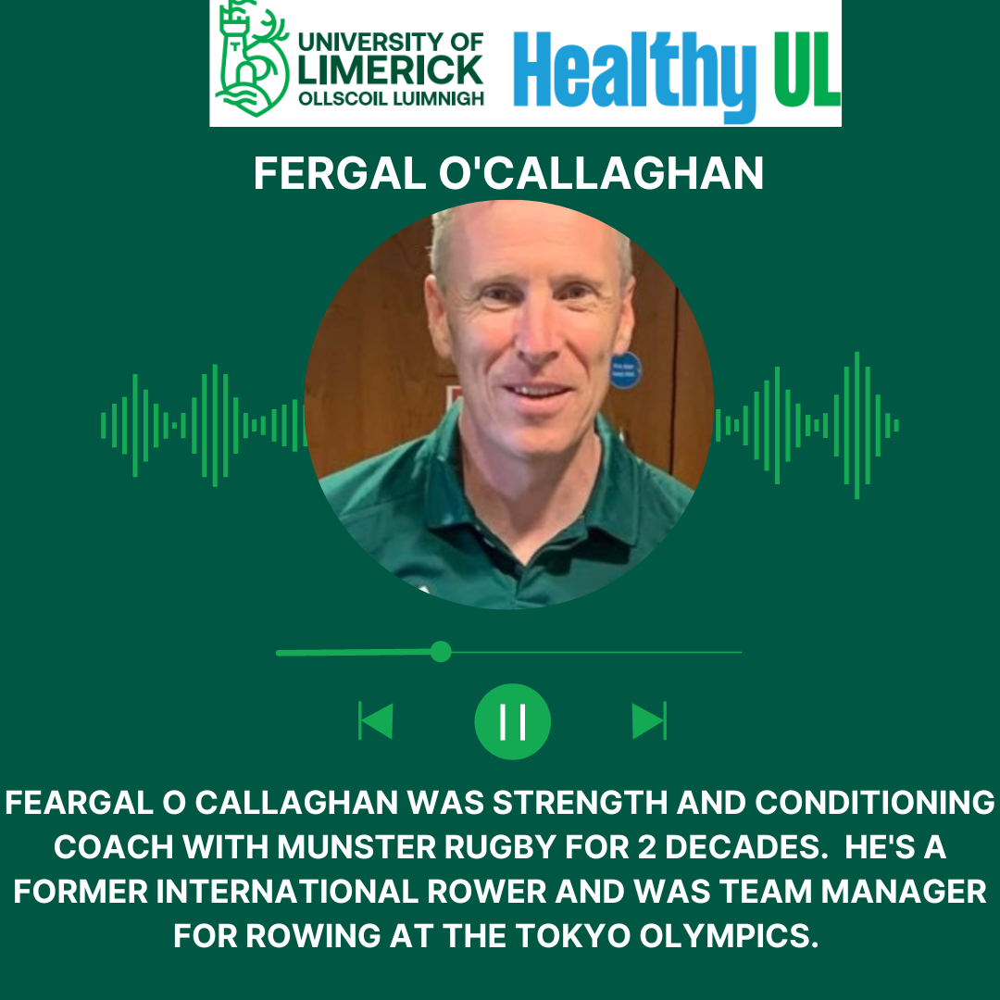 UNIVERSITY OF
LIMERICK
OLLSCOIL LUIMNIGH
Healthy UL
FERGAL O'CALLAGHAN
FEARGAL O CALLAGHAN WAS STRENGTH AND CONDITIONING
COACH WITH MUNSTER RUGBY FOR 2 DECADES.  HE'S A
FORMER INTERNATIONAL ROWER AND WAS TEAM MANAGER
FOR ROWING AT THE TOKYO OLYMPICS.